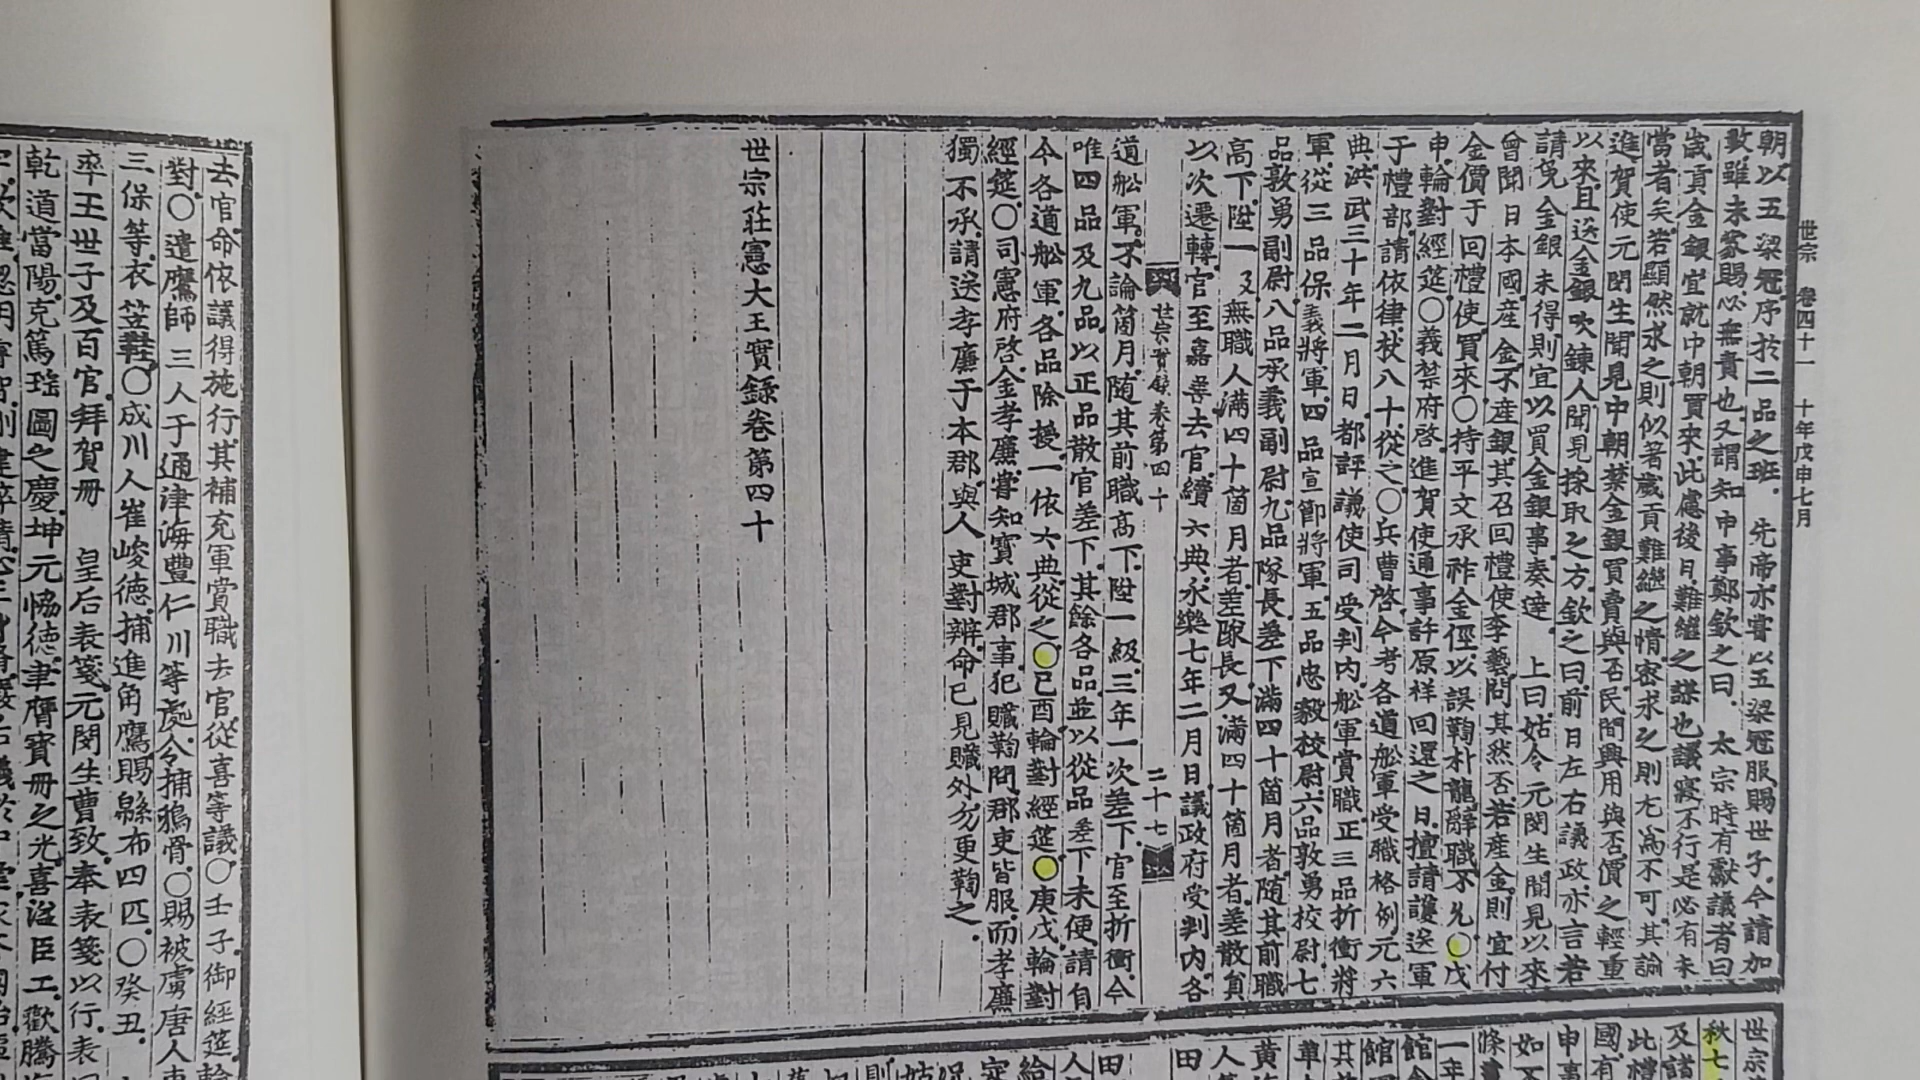 世宗 卷四十一 十年戊申七月
朝以五梁冠序於二品之班 先帝亦嘗以五梁冠服賜世子今請加
數雖未蒙賜必無責也又謂知申事鄭欽之曰 太宗時有獻議者曰
歲貢金銀宜就中朝買來此慮後日難繼之謀也議寢不行是必有未
當者矣若顯然求之則似著歲貢難繼之情密求之則尤爲不可其諭
進賀使元閔生聞見中朝禁金銀買賣與否民間興用與否價之輕重
以來且送金銀吹鍊人聞見採取之方欽之曰前日左右議政亦言若
請免金銀未得則宜以買金銀事奏達 上曰姑令元閔生聞見以來
曾聞日本國産金不産銀其召回禮使李藝問其然否若産金則宜付
金價于回禮使買來〇持平文承祚金俓以誤鞫朴龍辭職不允〇戊
申輪對經筵〇義禁府啓進賀使通事許原祥回還之日擅請護送軍
于禮部請依律杖八十從之〇兵曹啓今考各道船軍受職格例元六
典洪武三十年二月日都評議使司受判內船軍賞職正三品折衝將
軍從三品保義將軍四品宣節將軍五品忠毅校尉六品敦勇校尉七
品敦勇副尉八品承義副尉九品隊長差下滿四十箇月者隨其前職
高下陞一級無職人滿四十箇月者差隊長又滿四十箇月者差散員
以次遷轉官至嘉善去官續六典永樂七年二月日議政府受判內各
世宗實錄卷第四十 二十七
道船軍不論箇月隨其前職高下陞一級三年一次差下官至折衝今
唯四品及九品以正品散官差下其餘各品並以從品差下未便請自
今各道船軍各品除授一依六典從之〇己酉輪對經筵〇庚戌輪對
經筵〇司憲府啓金孝廉嘗知寶城郡事犯贓鞫問郡吏皆服而孝廉
獨不承請送孝廉于本郡與人吏對辨命已見贓外勿更鞫之
世宗莊憲大王實錄卷第四十
去官命依議得施行其補充軍賞職去官從喜等議〇壬子御經筵
對〇遣鷹師三人于通津海豐仁川等處令捕鴉骨〇賜被虜唐人
三保等衣笠鞋〇成川人崔峻德捕進角鷹賜緜布四匹〇癸丑
率王世子及百官拜賀册 皇后表箋元閔生曹致奉表箋以行表
乾道當陽克篤瑤圖之慶坤元協德聿膺寶冊之光喜溢臣工歡騰
世宗
秋七